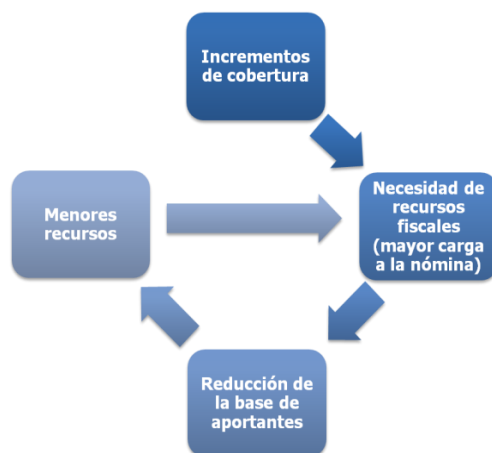 Incrementos
de cobertura
Menores
recursos
Necesidad de
recursos
fiscales
(mayor carga
a la nómina)
Reducción de
la base de
aportantes